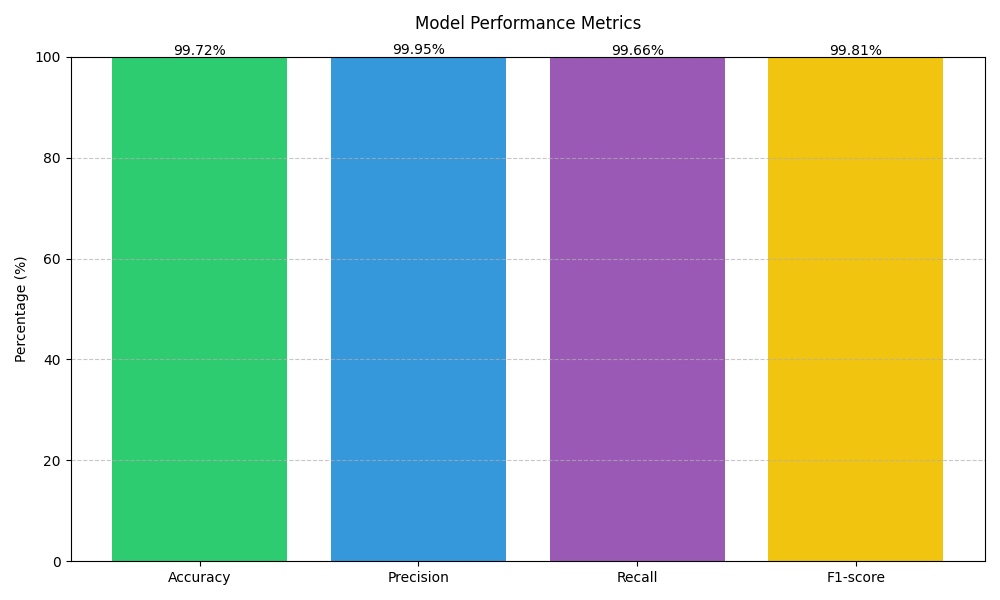 Model Performance Metrics
99.72% 99.95% 99.66% 99.81%
100
80
60
40
20
0
Percentage (%)
Accuracy Precision Recall F1-score